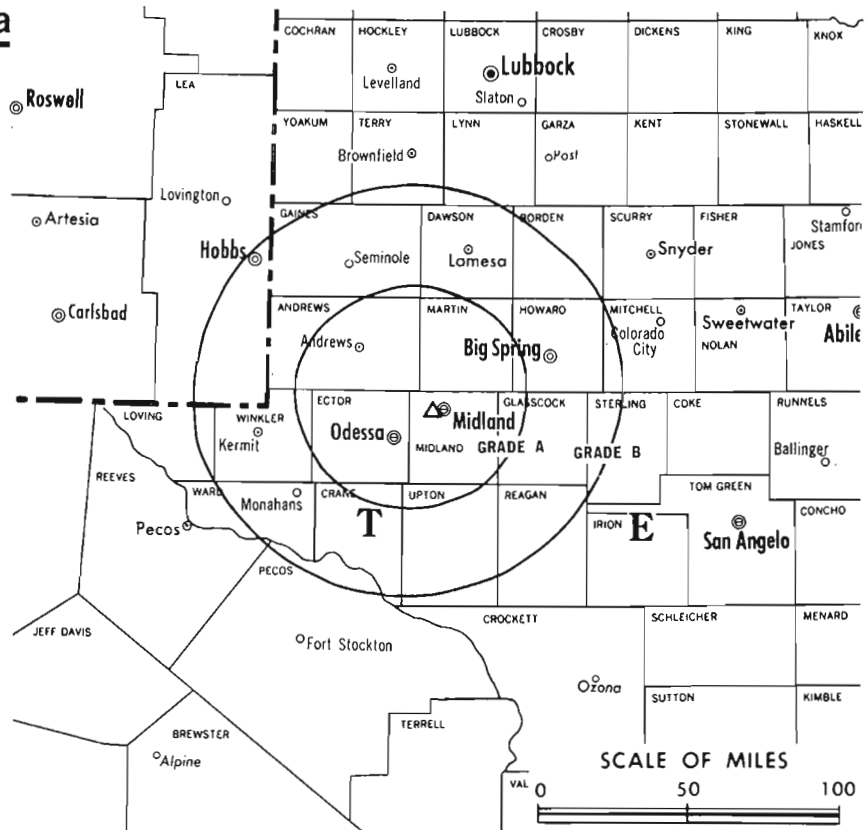 a
COCHRAN HOCKLEY LUBBOCK CROSBY DICKENS KING KNOX
Levelland Lubbock
LEA
Roswell Slaton
YOAKUM TERRY LYNN GARZA KENT STONEWALL HASKELL
Brownfield Post
Lovington
Artesia GAINES DAWSON BORDEN SCURRY FISHER Stamford
JONES
Hobbs Seminole Lamesa Snyder
Carlsbad ANDREWS MARTIN HOWARD MITCHELL Sweetwater TAYLOR
Andrews Big Spring Colorado City NOLAN Abile
LOVING WINKLER ECTOR GLASSCOCK STERLING COKE RUNNELS
Kermit Odessa Midland
MIDLAND GRADE A GRADE B Ballinger
REEVES WARD Monahans CRANE UPTON REAGAN TOM GREEN
CONCHO
Pecos T IRION E San Angelo
PECOS
JEFF DAVIS CROCKETT SCHLEICHER MENARD
Fort Stockton
Ozona
SUTTON KIMBLE
BREWSTER TERRELL
Alpine
VAL SCALE OF MILES
0 50 100